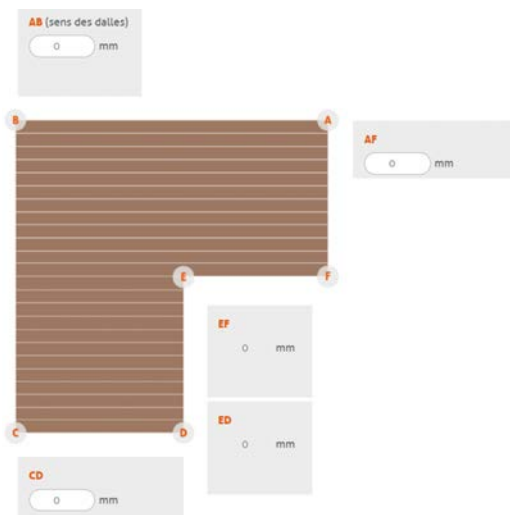 AB (sens des dalles)
0 mm
B
A
AF
0 mm
E
F
EF
0 mm
ED
0 mm
C
D
CD
0 mm